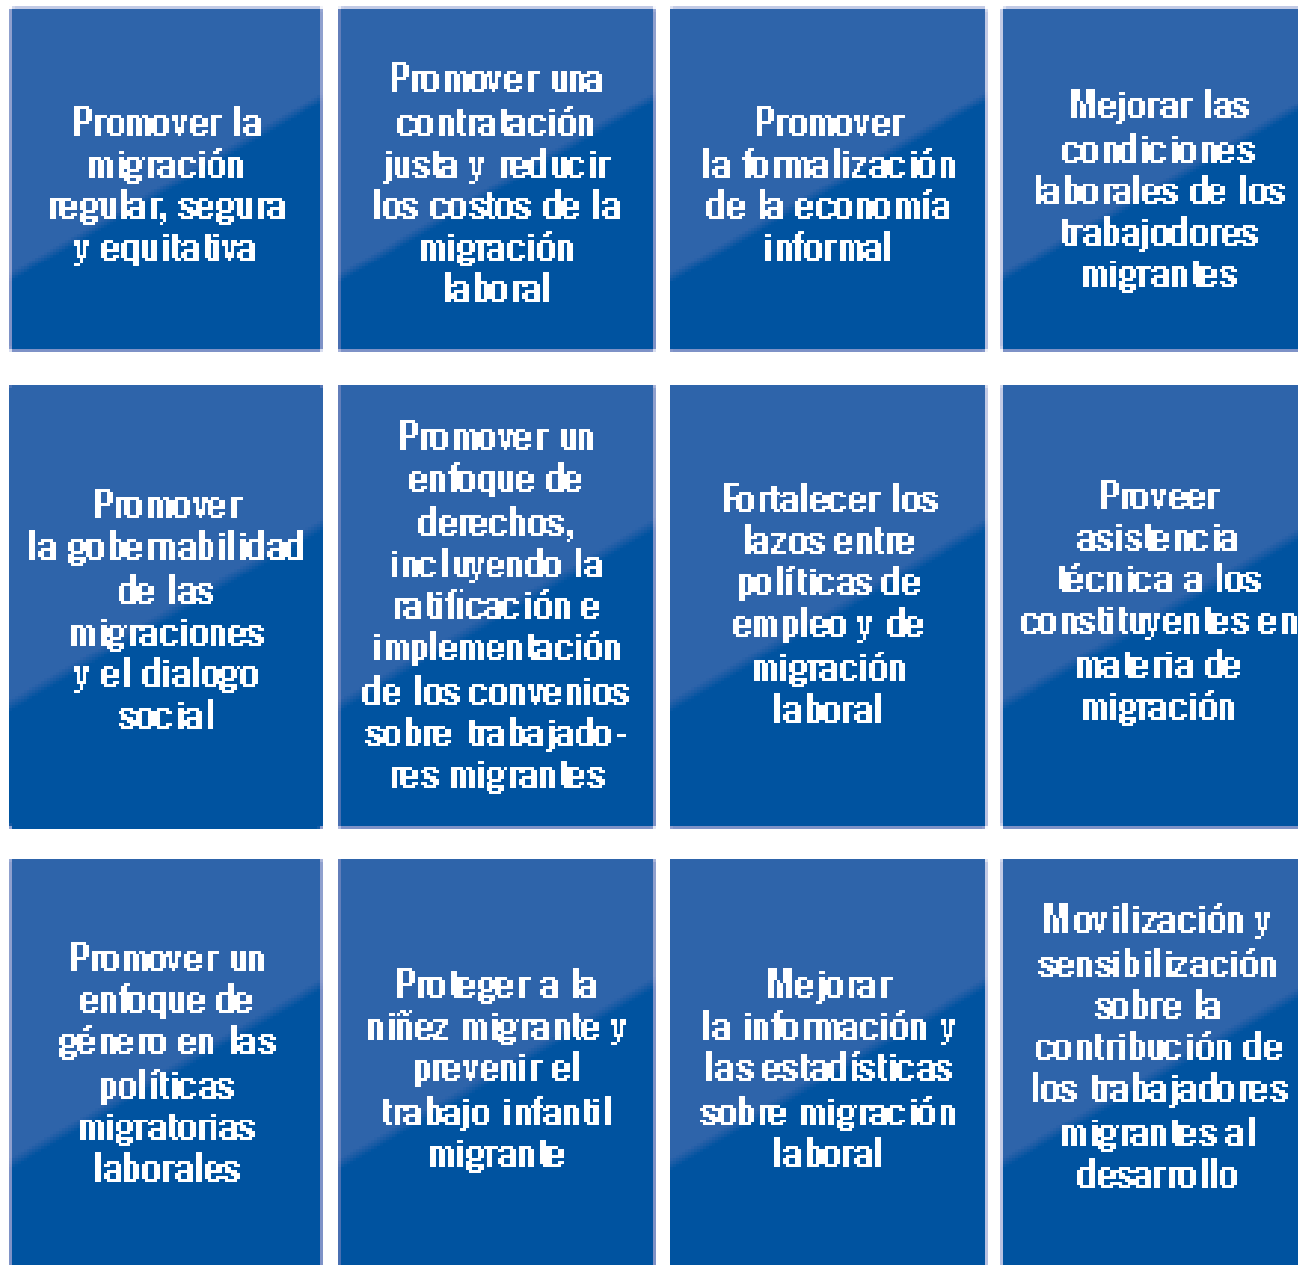 Promover la
migración
regular, segura
y equitativa
Promover una
contratación
justa y reducir
los costos de la
migración
laboral
Promover
la formalización
de la economía
informal
Mejorar las
condiciones
laborales de los
trabajodores
migrantes
Promover
la gobernabilidad
de las
migraciones
y el dialogo
social
Promover un
enfoque de
derechos,
incluyendo la
ratificación e
implementación
de los convenios
sobre trabajado-
res migrantes
Fortalecer los
lazos entre
políticas de
empleo y de
migración
laboral
Proveer
asistencia
técnica a los
constituyentes en
materia de
migración
Promover un
enfoque de
género en las
políticas
migratorias
laborales
Proteger a la
niñez migrante y
prevenir el
trabajo infantil
migrante
Mejorar
la información y
las estadísticas
sobre migración
laboral
Movilización y
sensibilización
sobre la
contribución de
los trabajadores
migrantes al
desarrollo